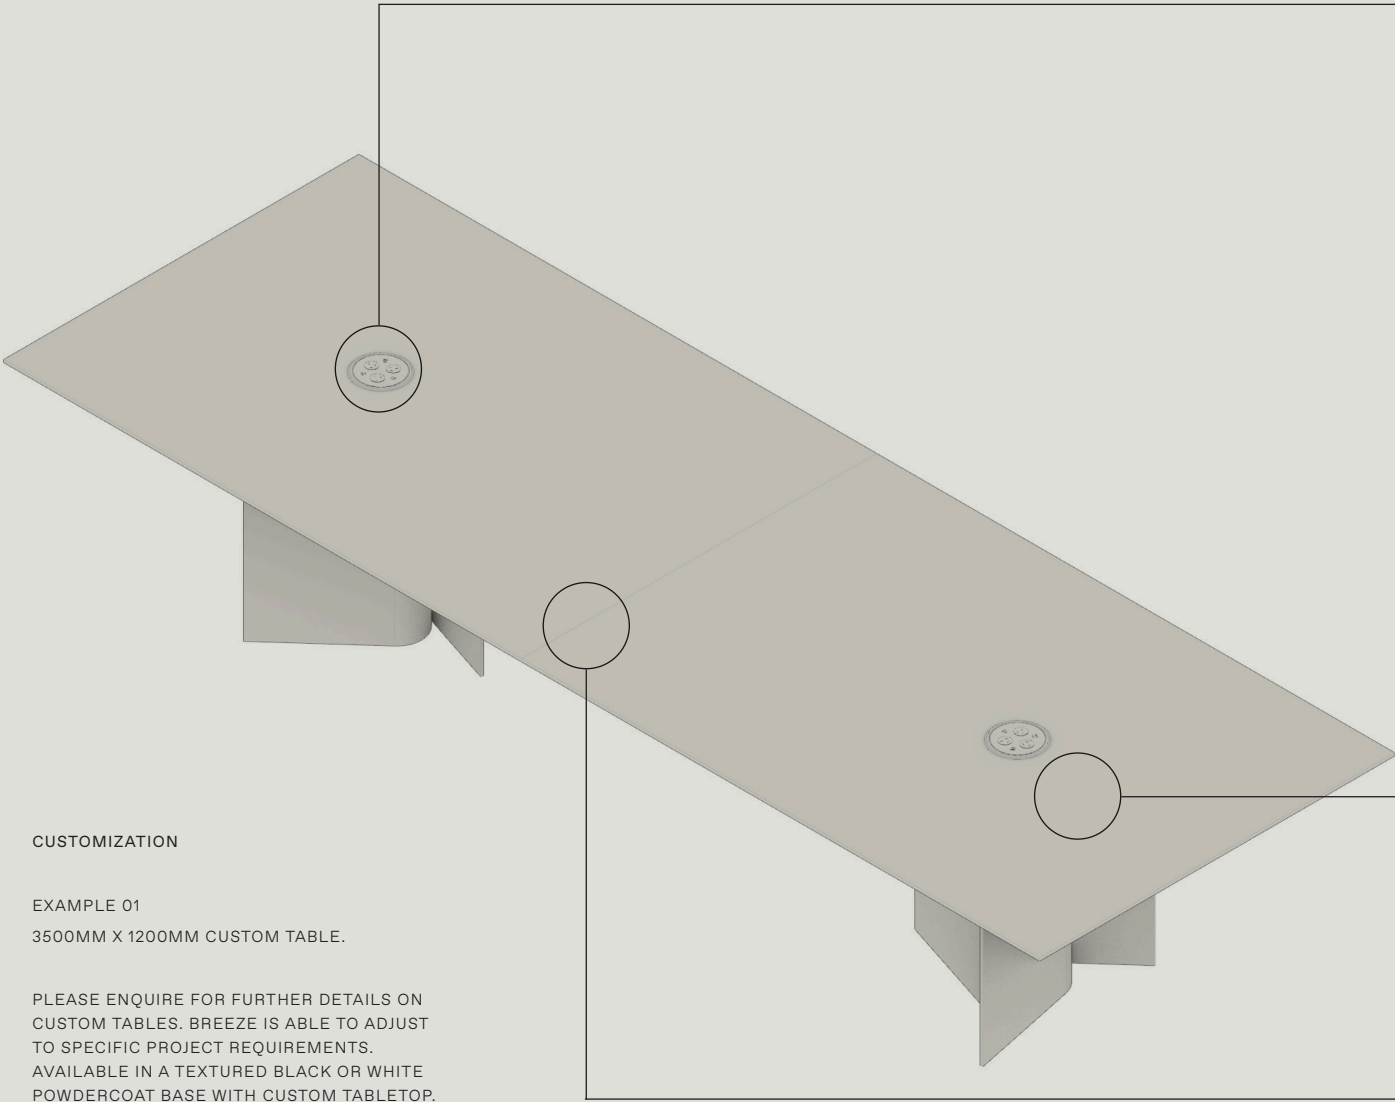 CUSTOMIZATION
EXAMPLE 01
3500MM X 1200MM CUSTOM TABLE.
PLEASE ENQUIRE FOR FURTHER DETAILS ON
CUSTOM TABLES. BREEZE IS ABLE TO ADJUST
TO SPECIFIC PROJECT REQUIREMENTS.
AVAILABLE IN A TEXTURED BLACK OR WHITE
POWDERCOAT BASE WITH CUSTOM TABLETOP.